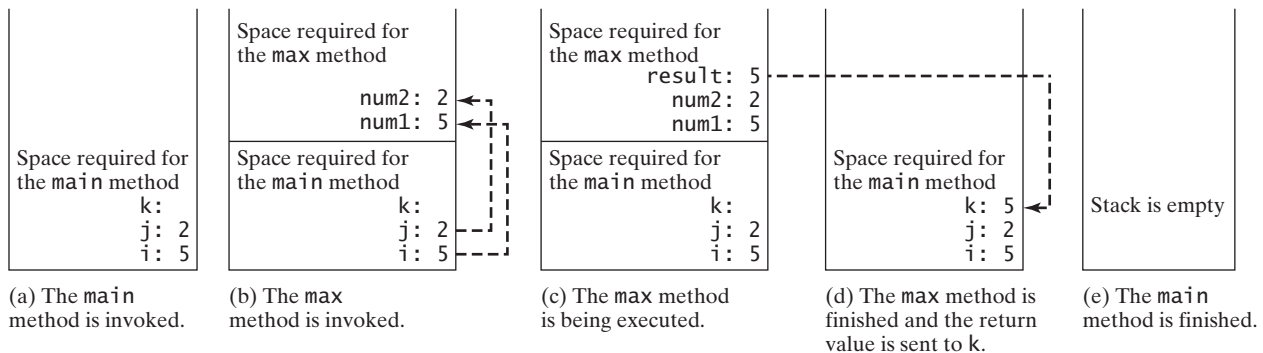 Space required for
the main method
k:
j: 2
i: 5
(a) The main
method is invoked.
Space required for
the max method
num2: 2
num1: 5
Space required for
the main method
k:
j: 2
i: 5
(b) The max
method is invoked.
Space required for
the max method
result: 5
num2: 2
num1: 5
Space required for
the main method
k:
j: 2
i: 5
(c) The max method
is being executed.
Space required for
the main method
k: 5
j: 2
i: 5
(d) The max method is
finished and the return
value is sent to k.
Stack is empty
(e) The main
method is finished.